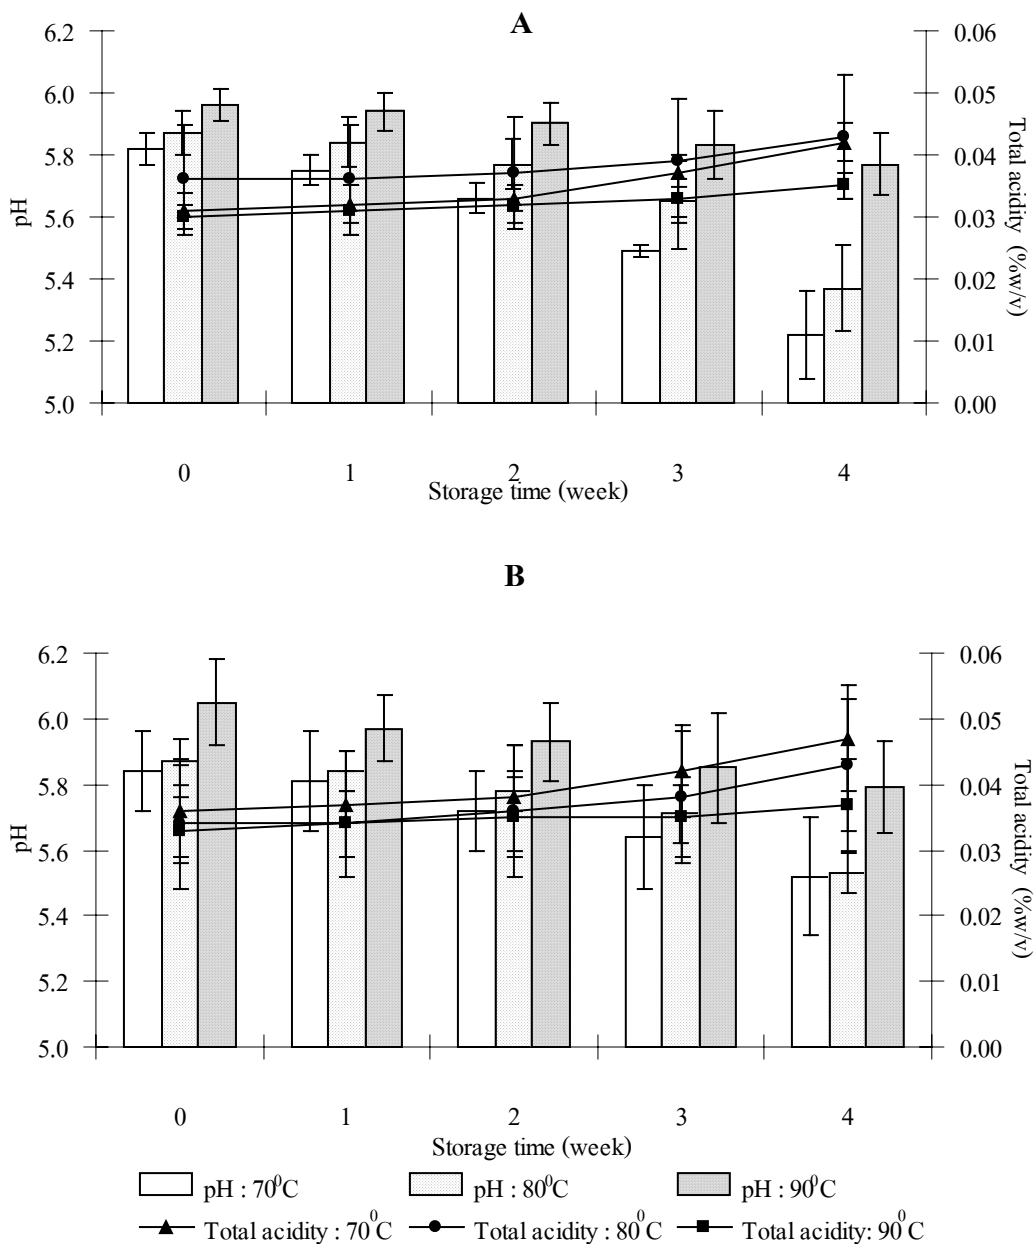 A
6.2
6.0
5.8
5.6
5.4
5.2
5.0
pH
0.06
0.05
0.04
0.03
0.02
0.01
0.00
Total acidity (%w/v)
0 1 2 3 4
Storage time (week)
B
6.2
6.0
5.8
5.6
5.4
5.2
5.0
pH
0.06
0.05
0.04
0.03
0.02
0.01
0.00
Total acidity (%w/v)
0 1 2 3 4
Storage time (week)
pH : 70⁰C pH : 80⁰C pH : 90⁰C
Total acidity : 70⁰C Total acidity : 80⁰C Total acidity: 90⁰C